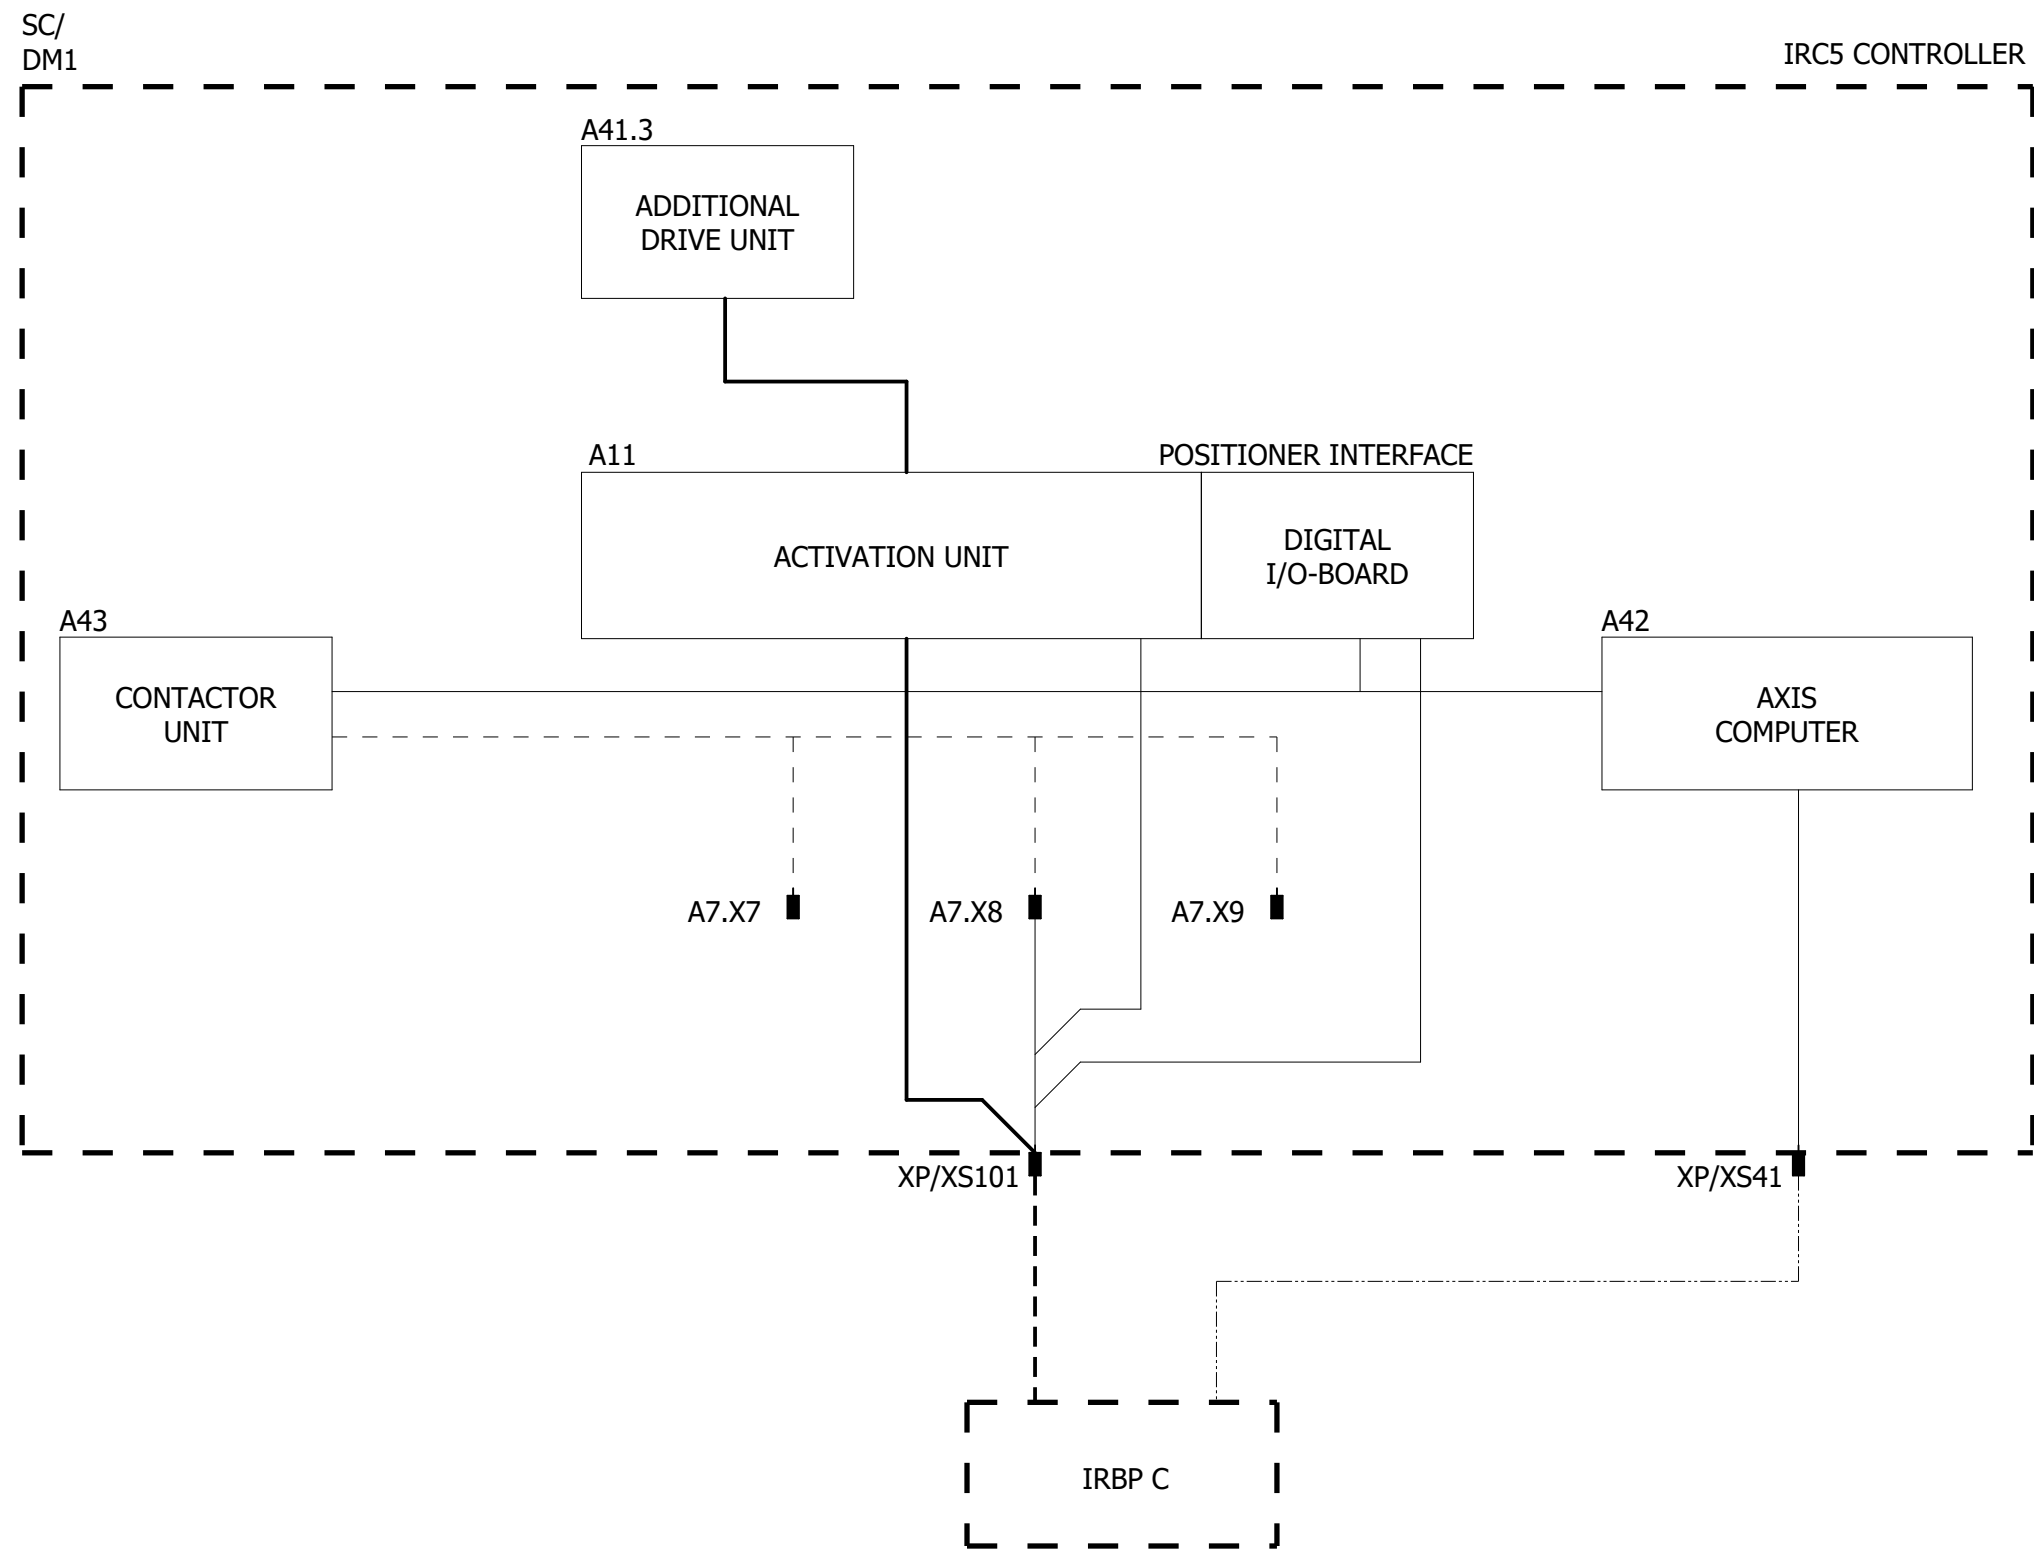 SC/
DM1
IRC5 CONTROLLER
A41.3
ADDITIONAL
DRIVE UNIT
A11
POSITIONER INTERFACE
ACTIVATION UNIT
DIGITAL
I/O-BOARD
A43
CONTACTOR
UNIT
A42
AXIS
COMPUTER
A7.X7
A7.X8
A7.X9
XP/XS101
XP/XS41
IRBP C